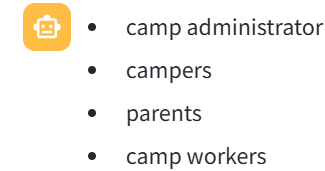 • camp administrator
• campers
• parents
• camp workers